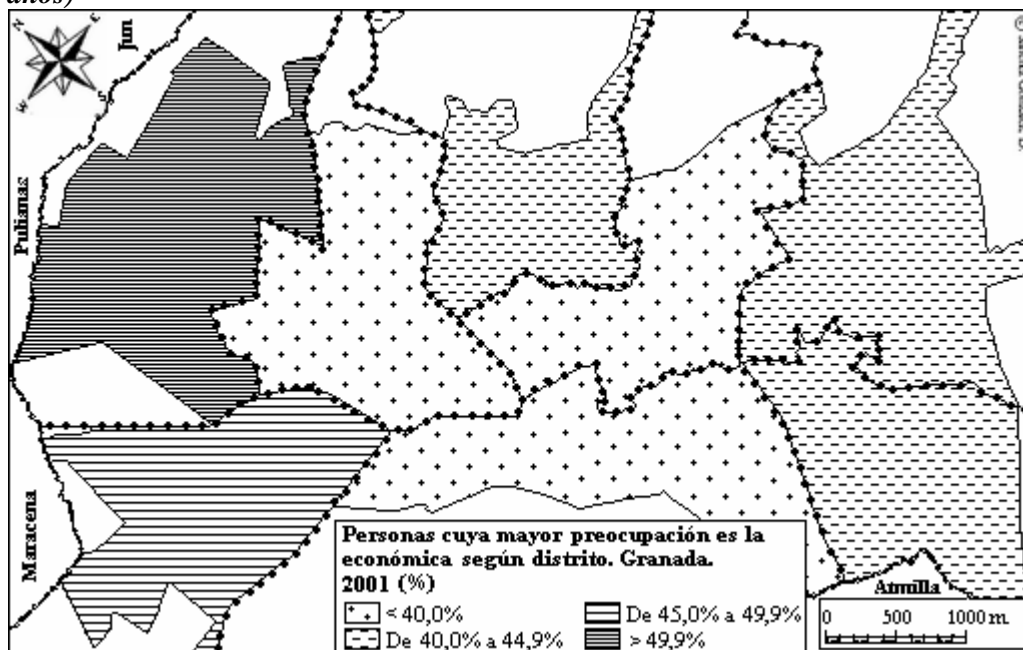 años)
N
E
S
W
Jun
Pulianas
Maracena
Personas cuya mayor preocupación es la
económica según distrito. Granada.
2001 (%)
< 40,0%
De 45,0% a 49,9%
De 40,0% a 44,9%
> 49,9%
Atmilla
0 500 1000 m.